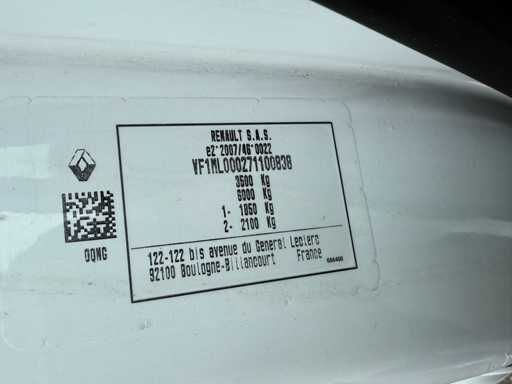 RENAULT S.A.S.
e2*2007/46*0022
VF1ML000271100838
3500 Kg
6000 Kg
1- 1850 Kg
2- 2100 Kg
122-122 bis avenue du General Leclerc
92100 Boulogne-Billancourt France
OONG